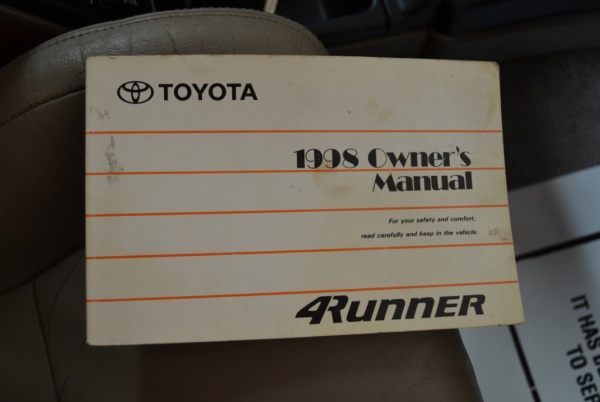 TOYOTA
1998 Owner's
Manual
For your safety and comfort,
read carefully and keep in the vehicle.
4RUNNER
IT HAS
TO